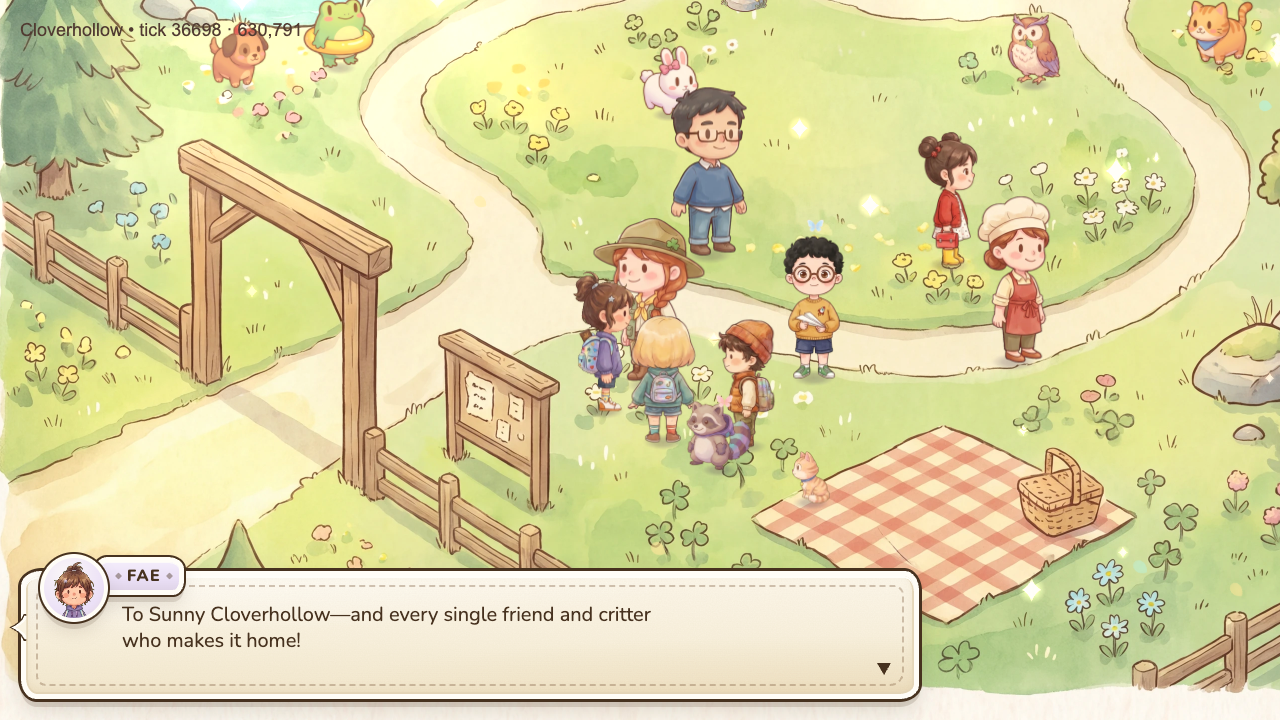 Cloverhollow • tick 36698 · 630,791
FAE
To Sunny Cloverhollow—and every single friend and critter
who makes it home!